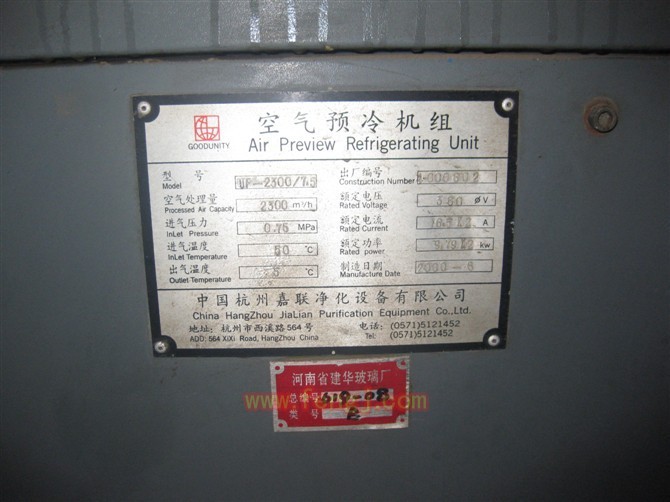 GOODUNITY
空气预冷机组
Air Preview Refrigerating Unit
型号 UP-2300/7.5
Model
出厂编号
Construction Number
空气处理量 2300 m³/h
Processed Air Capacity
额定电压 380 ∅V
Rated Voltage
进气压力 0.75 MPa
InLet Pressure
额定电流 A
Rated Current
进气温度 50 °C
InLet Temperature
额定功率 kw
Rated power
出气温度 5 °C
Outlet Temperature
制造日期 2000-6
Manufacture Date
中国杭州嘉联净化设备有限公司
China HangZhou JiaLian Purification Equipment Co.,Ltd.
地址: 杭州市西溪路564号 电话: (0571)5121452
ADD: 564 XiXi Road, HangZhou China Tel: (0571)5121452
河南省建华玻璃厂
总编号
类号